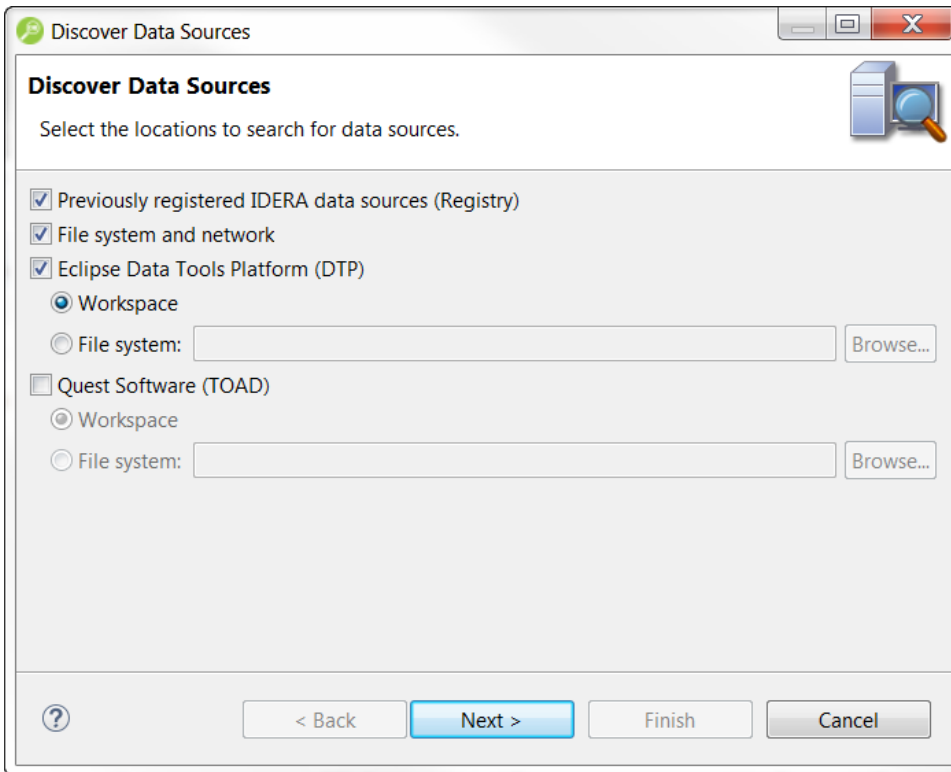 Discover Data Sources
Discover Data Sources
Select the locations to search for data sources.
Previously registered IDERA data sources (Registry)
File system and network
Eclipse Data Tools Platform (DTP)
Workspace
File system: Browse...
Quest Software (TOAD)
Workspace
File system: Browse...
? < Back Next > Finish Cancel